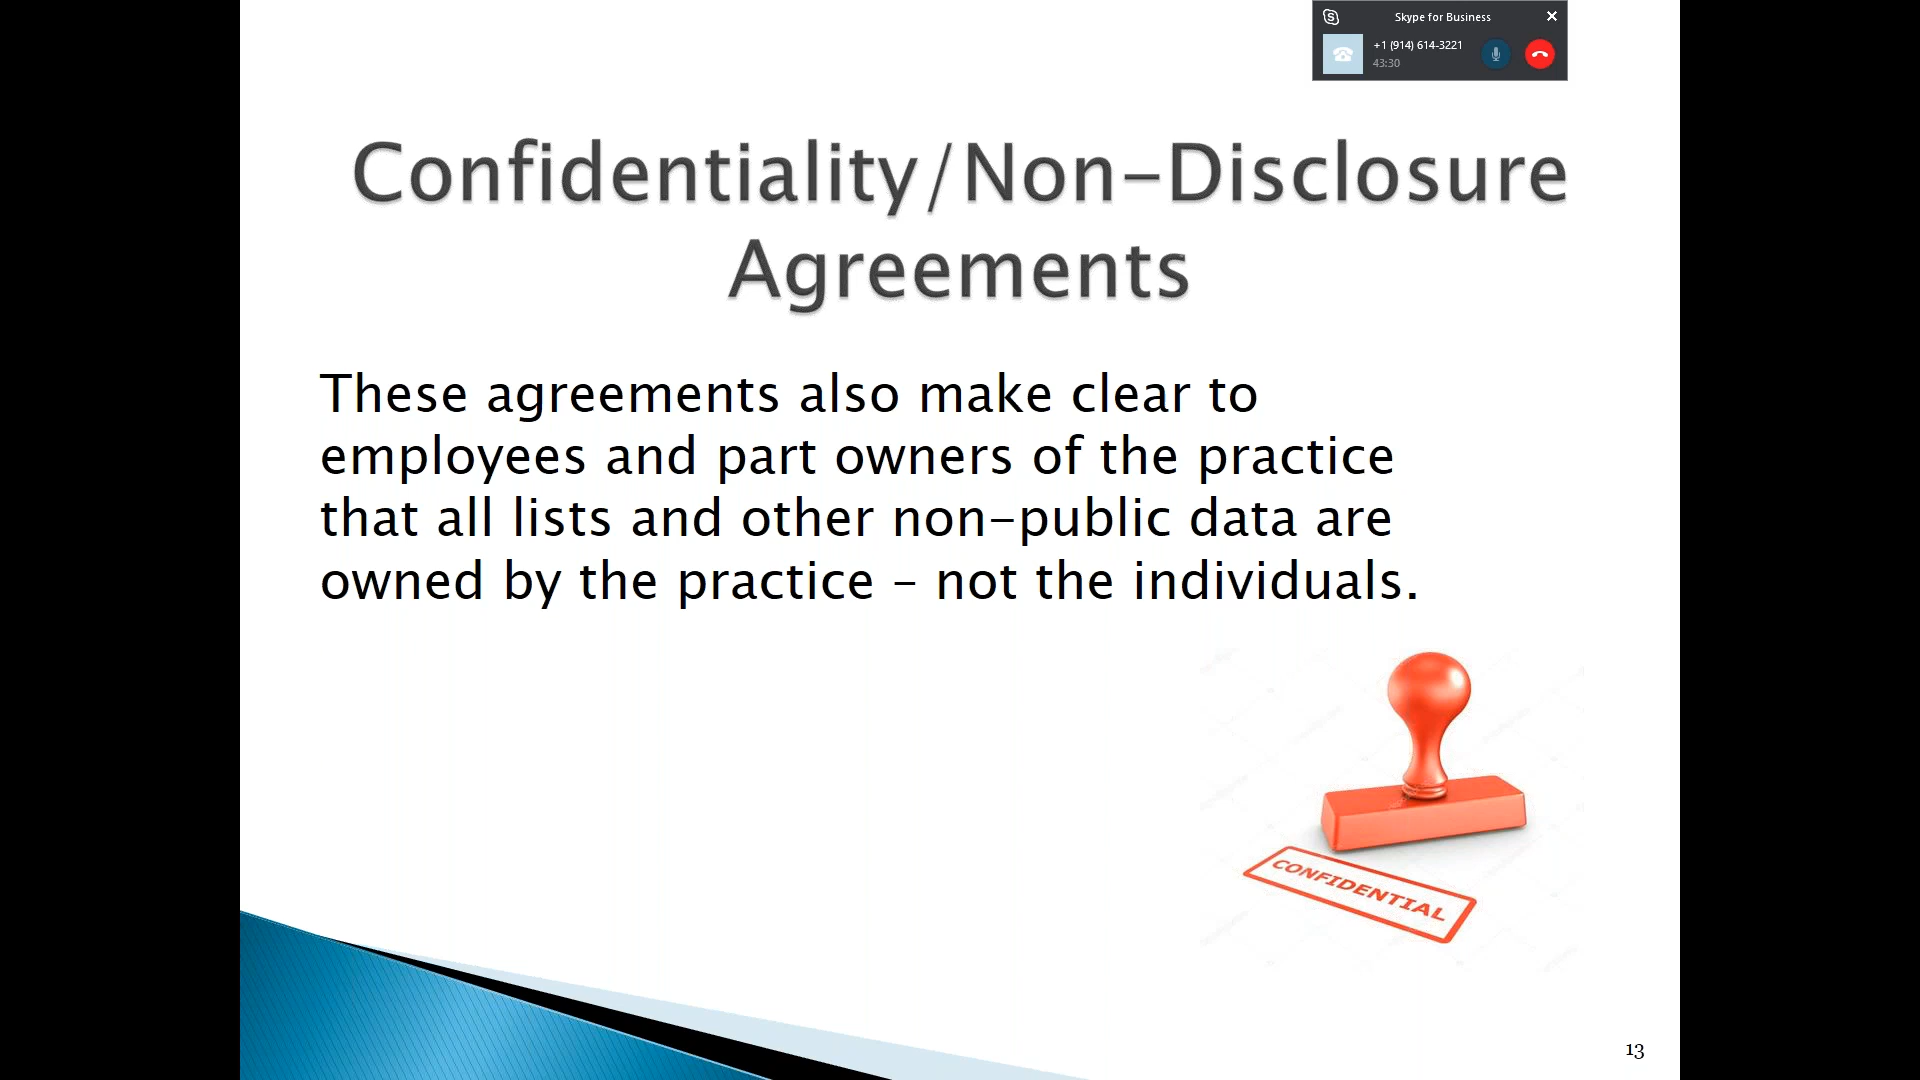 Skype for Business
+1 (914) 614-3221
43:30
Confidentiality/Non-Disclosure
Agreements
These agreements also make clear to
employees and part owners of the practice
that all lists and other non-public data are
owned by the practice – not the individuals.
CONFIDENTIAL
13